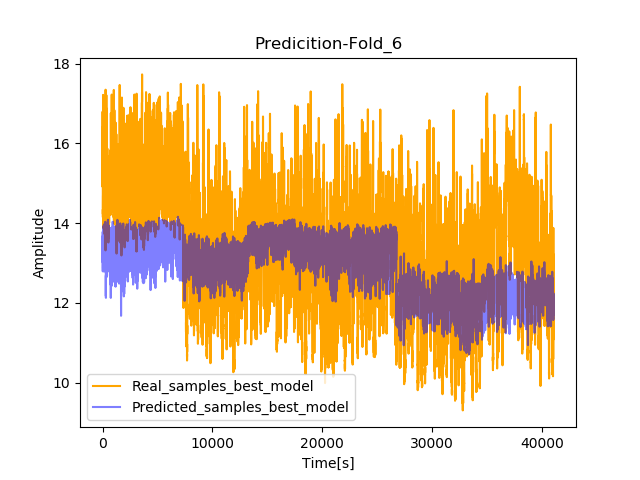 Predicition-Fold_6
18
16
14
12
10
Amplitude
Real_samples_best_model
Predicted_samples_best_model
0
10000
20000
30000
40000
Time[s]